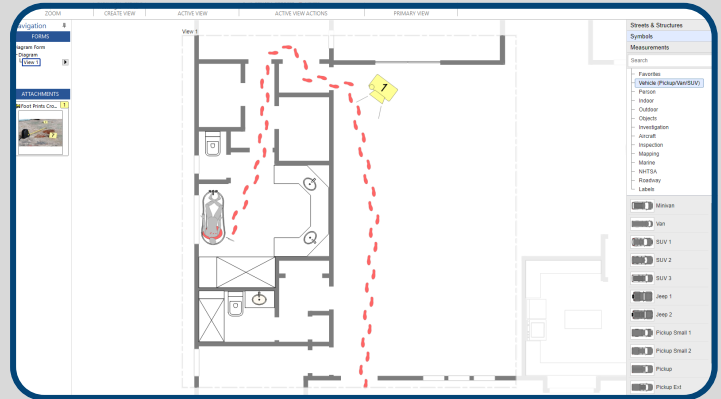 ZOOM
CREATE VIEW
ACTIVE VIEW
ACTIVE VIEW ACTIONS
PRIMARY VIEW
avigation
FORMS
iagram Form
Diagram
View 1
ATTACHMENTS
Foot Prints Cro...
1
View 1
1
Streets & Structures
Symbols
Measurements
Search
Favorites
Vehicle (Pickup/Van/SUV)
Person
Indoor
Outdoor
Objects
Investigation
Aircraft
Inspection
Mapping
Marine
NHTSA
Roadway
Labels
Minivan
Van
SUV 1
SUV 2
SUV 3
Jeep 1
Jeep 2
Pickup Small 1
Pickup Small 2
Pickup
Pickup Ext